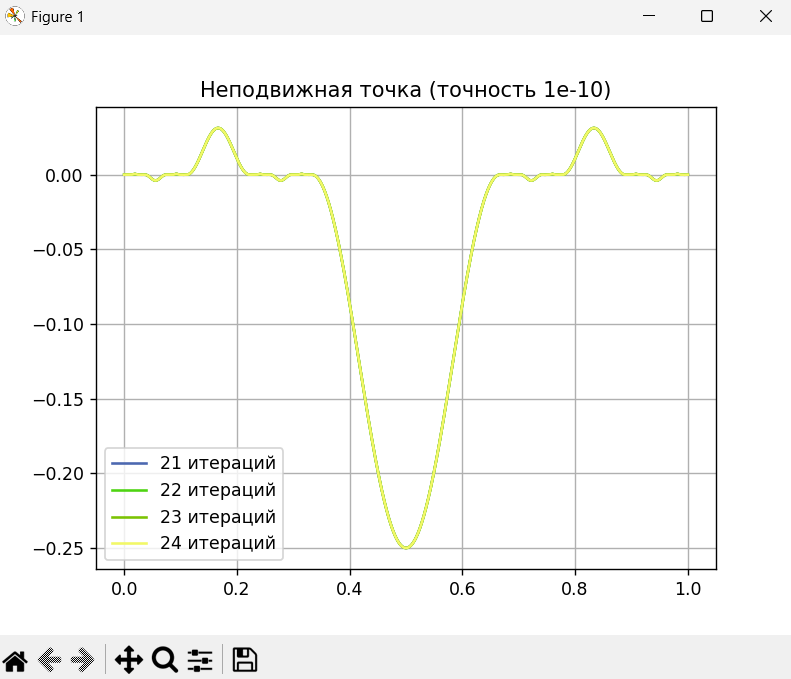 Figure 1
Неподвижная точка (точность 1e-10)
0.00
−0.05
−0.10
−0.15
−0.20
−0.25
21 итераций
22 итераций
23 итераций
24 итераций
0.0 0.2 0.4 0.6 0.8 1.0